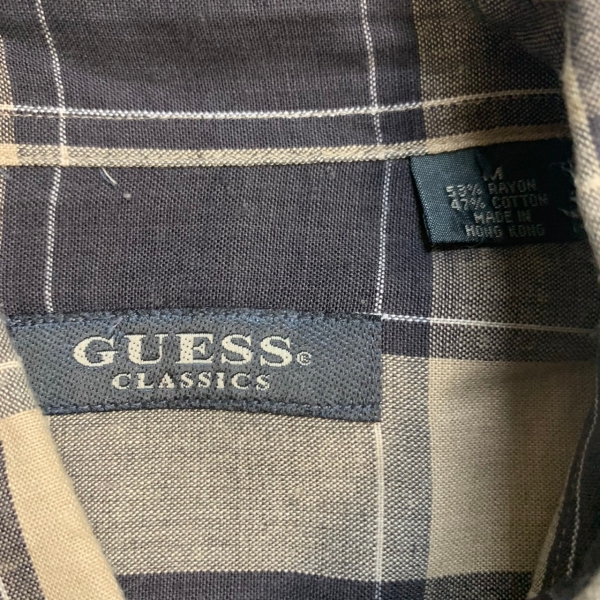 M
53% RAYON
47% COTTON
MADE IN
HONG KONG
GUESS®
CLASSICS